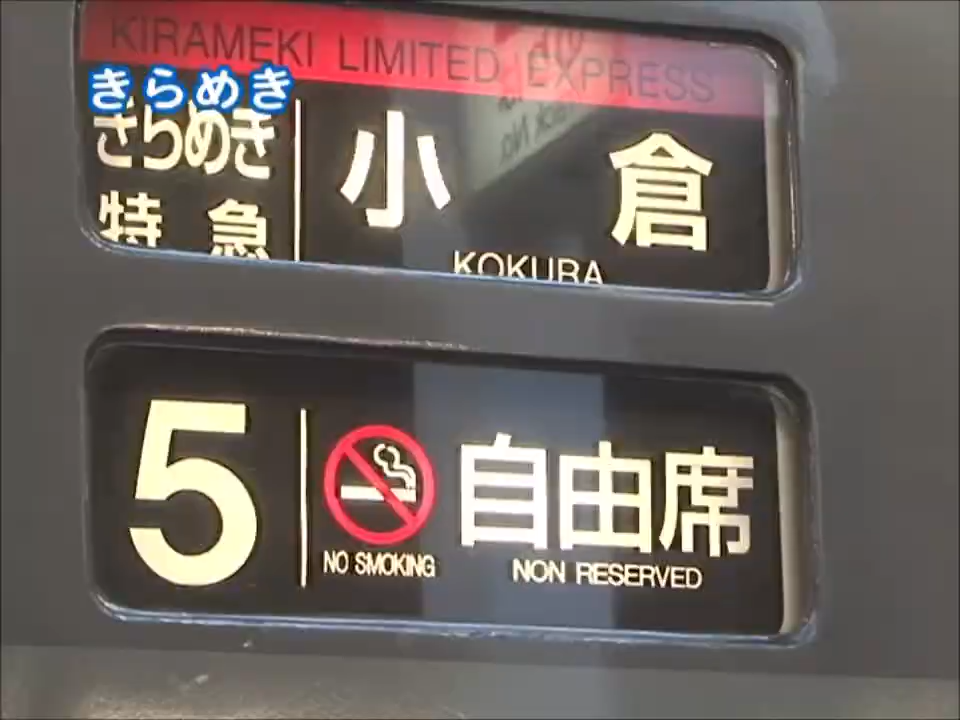 KIRAMEKI LIMITED EXPRESS
きらめき
きらめき
特急
小倉
KOKURA
5
NO SMOKING
自由席
NON RESERVED